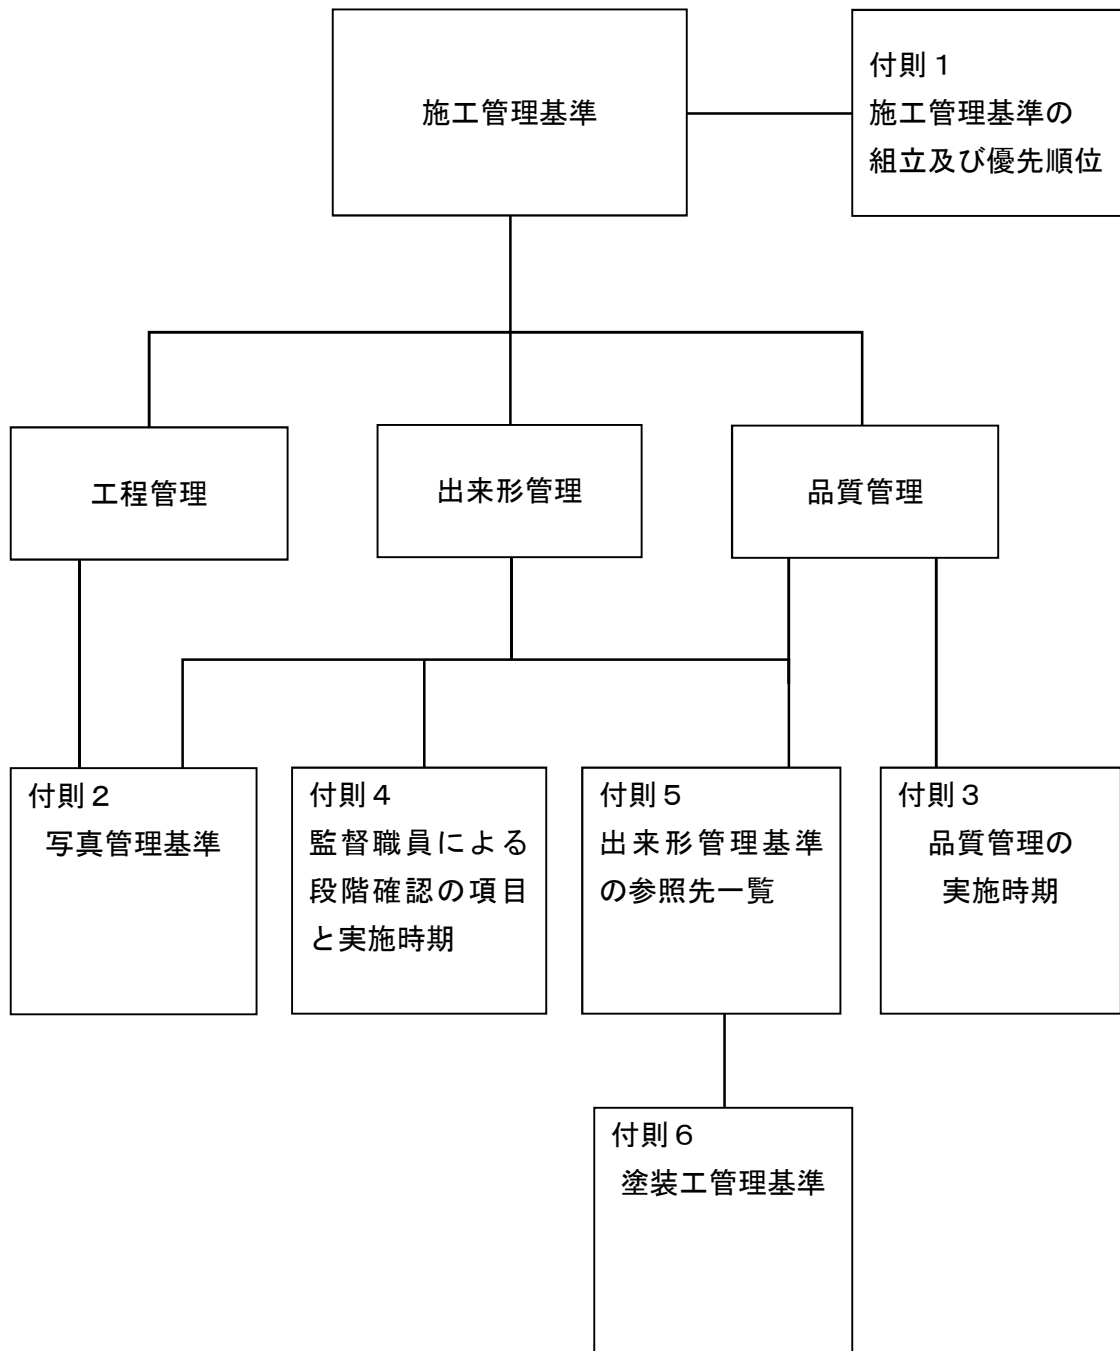 施工管理基準
付則１
施工管理基準の
組立及び優先順位
工程管理
出来形管理
品質管理
付則２
写真管理基準
付則４
監督職員による
段階確認の項目
と実施時期
付則５
出来形管理基準
の参照先一覧
付則３
品質管理の
実施時期
付則６
塗装工管理基準